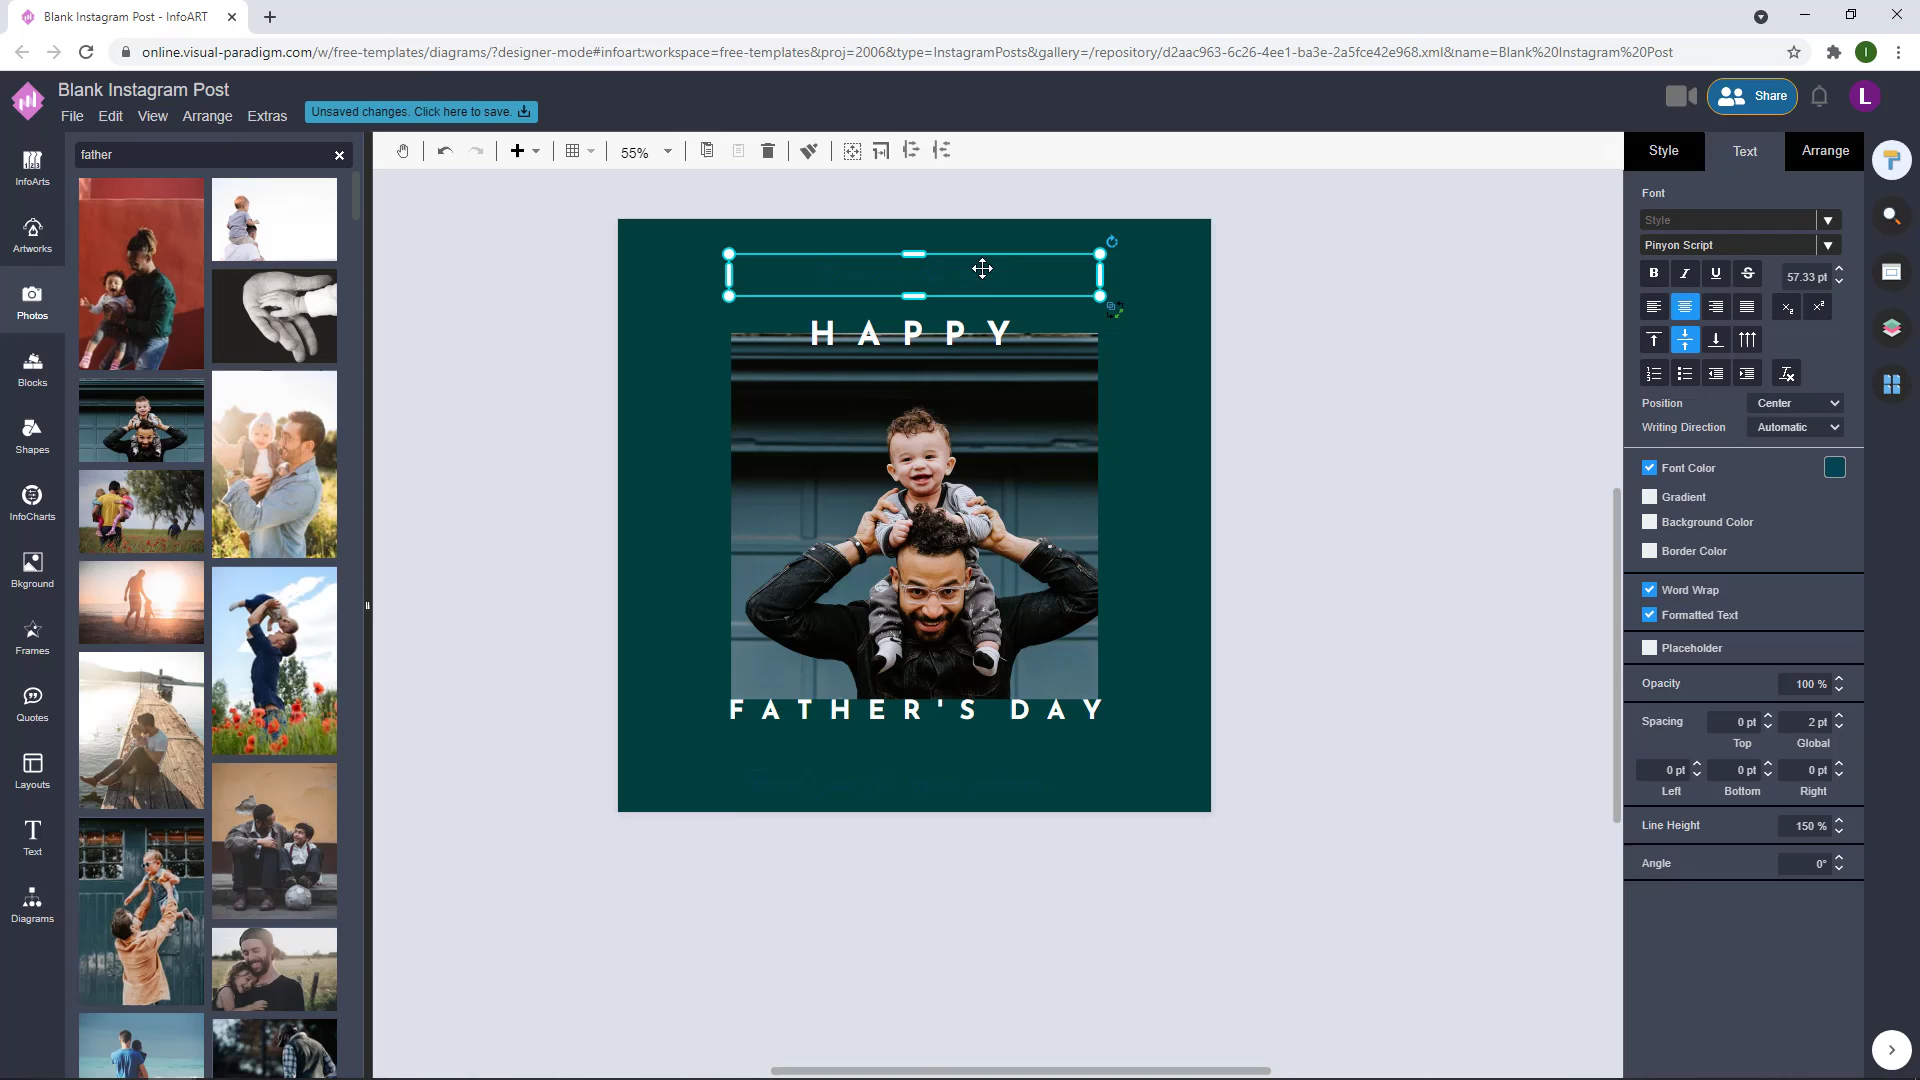 Blank Instagram Post - InfoART
online.visual-paradigm.com/w/free-templates/diagrams/?designer-mode#infoart:workspace=free-templates&proj=2006&type=InstagramPosts&gallery=/repository/d2aac963-6c26-4ee1-ba3e-2a5fce42e968.xml&name=Blank%20Instagram%20Post
I
Blank Instagram Post
File Edit View Arrange Extras
Unsaved changes. Click here to save.
Share
L
InfoArts
Artworks
Photos
Blocks
Shapes
InfoCharts
Bkground
Frames
Quotes
Layouts
Text
Diagrams
father
55%
HAPPY
FATHER'S DAY
Style Text Arrange
Font
Style
Pinyon Script
B I U S 57.33 pt
Position Center
Writing Direction Automatic
Font Color
Gradient
Background Color
Border Color
Word Wrap
Formatted Text
Placeholder
Opacity 100 %
Spacing 0 pt 2 pt
Top Global
0 pt 0 pt 0 pt
Left Bottom Right
Line Height 150 %
Angle 0°